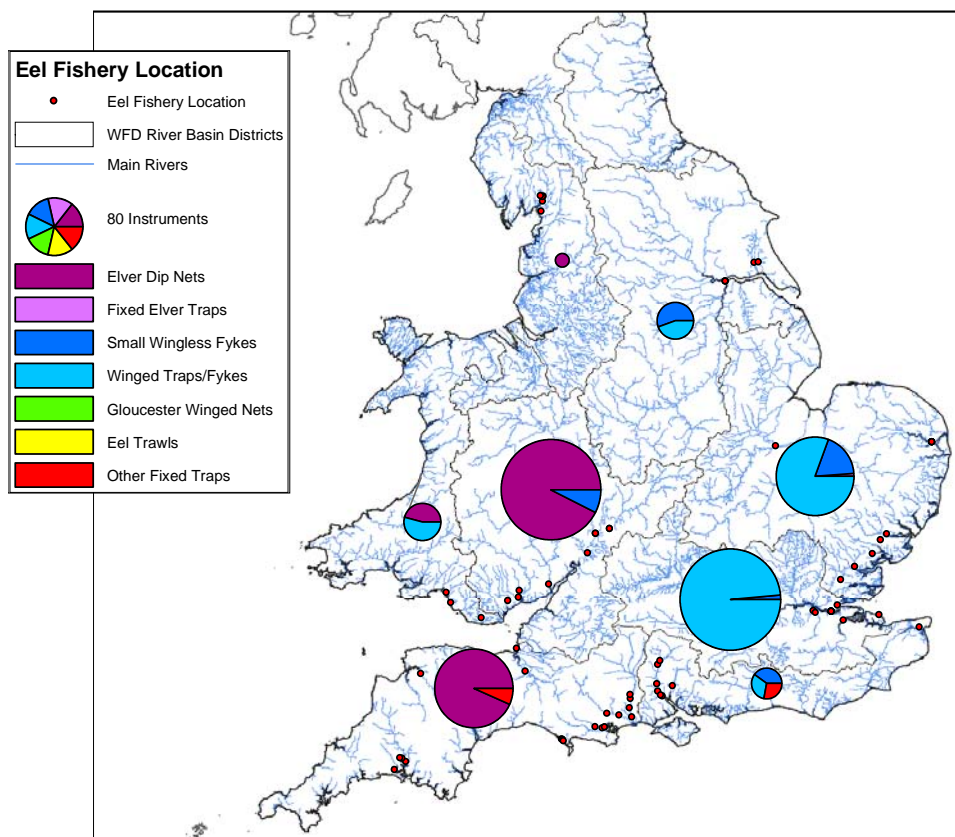 Eel Fishery Location
Eel Fishery Location
WFD River Basin Districts
Main Rivers
80 Instruments
Elver Dip Nets
Fixed Elver Traps
Small Wingless Fykes
Winged Traps/Fykes
Gloucester Winged Nets
Eel Trawls
Other Fixed Traps